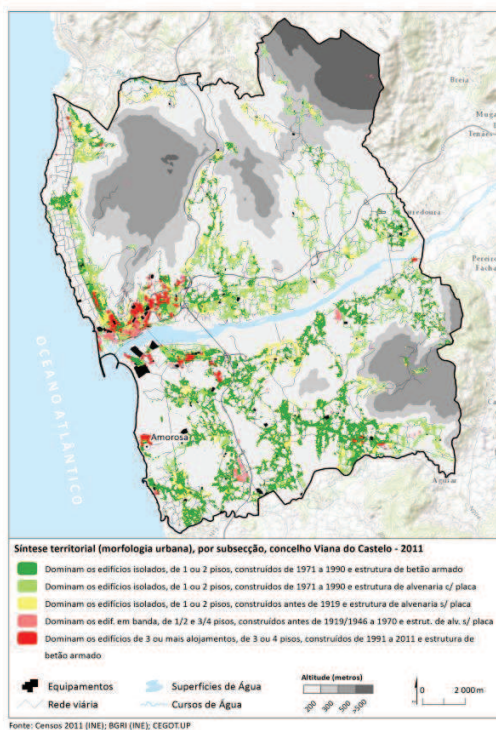 Breia
OCEANO ATLÂNTICO
Amorosa
Aguiar
Síntese territorial (morfologia urbana), por subsecção, concelho Viana do Castelo - 2011
Dominam os edifícios isolados, de 1 ou 2 pisos, construídos de 1971 a 1990 e estrutura de betão armado
Dominam os edifícios isolados, de 1 ou 2 pisos, construídos de 1971 a 1990 e estrutura de alvenaria c/ placa
Dominam os edifícios isolados, de 1 ou 2 pisos, construídos antes de 1919 e estrutura de alvenaria s/ placa
Dominam os edif. em banda, de 1/2 e 3/4 pisos, construídos antes de 1919/1946 a 1970 e estrut. de alv. s/ placa
Dominam os edifícios de 3 ou mais alojamentos, de 3 ou 4 pisos, construídos de 1991 a 2011 e estrutura de
betão armado
Equipamentos
Rede viária
Superfícies de Água
Cursos de Água
Altitude (metros)
200 300 500 >500
0 2 000 m
Fonte: Censos 2011 (INE); BGRI (INE); CEGOT.UP